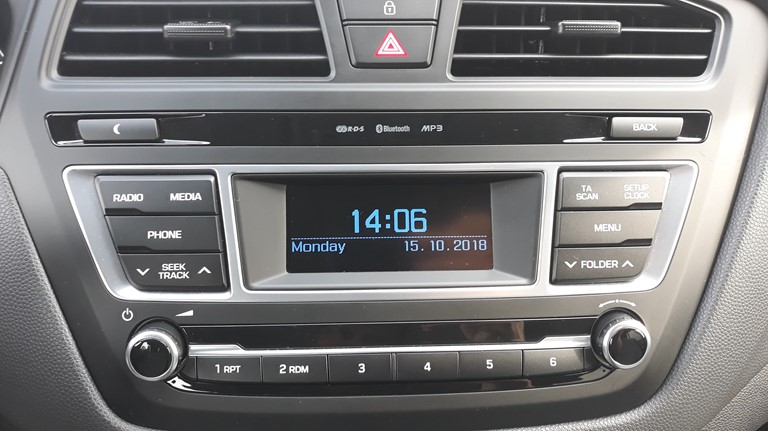 R·D·S Bluetooth MP3
BACK
RADIO MEDIA
PHONE
SEEK
TRACK
14:06
Monday 15.10.2018
TA
SCAN
SETUP
CLOCK
MENU
FOLDER
1 RPT 2 RDM 3 4 5 6